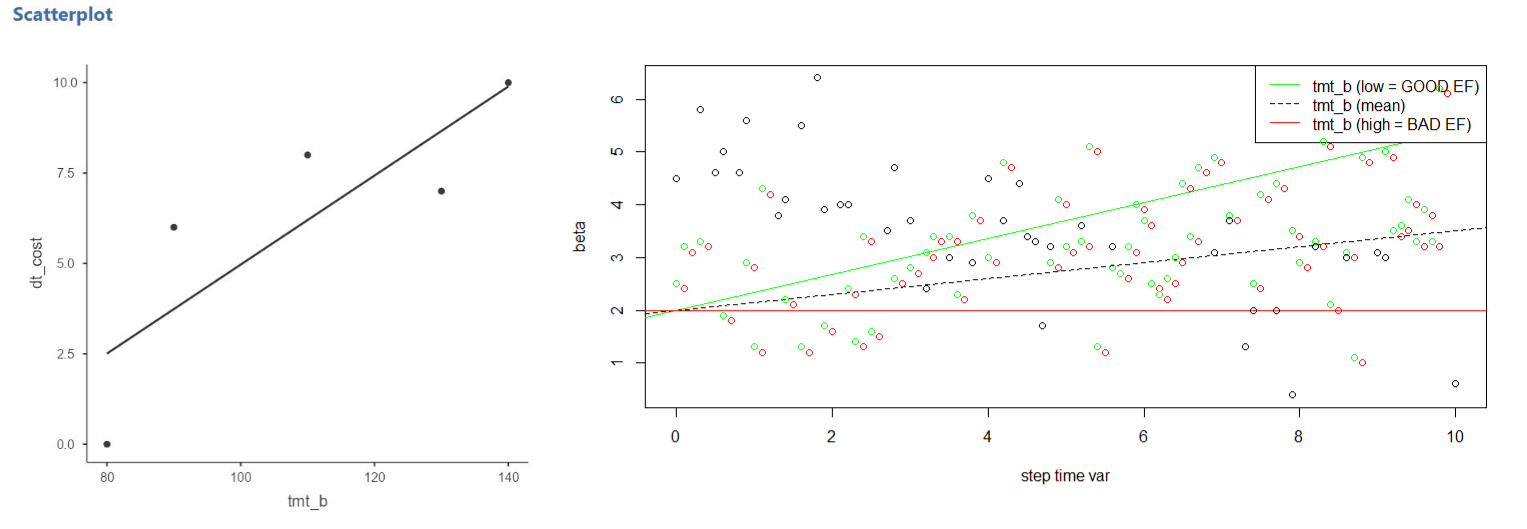 Scatterplot
10.0
7.5
5.0
2.5
0.0
dt_cost
80 100 120 140
tmt_b
tmt_b (low = GOOD EF)
tmt_b (mean)
tmt_b (high = BAD EF)
6
5
4
3
2
1
beta
0 2 4 6 8 10
step time var